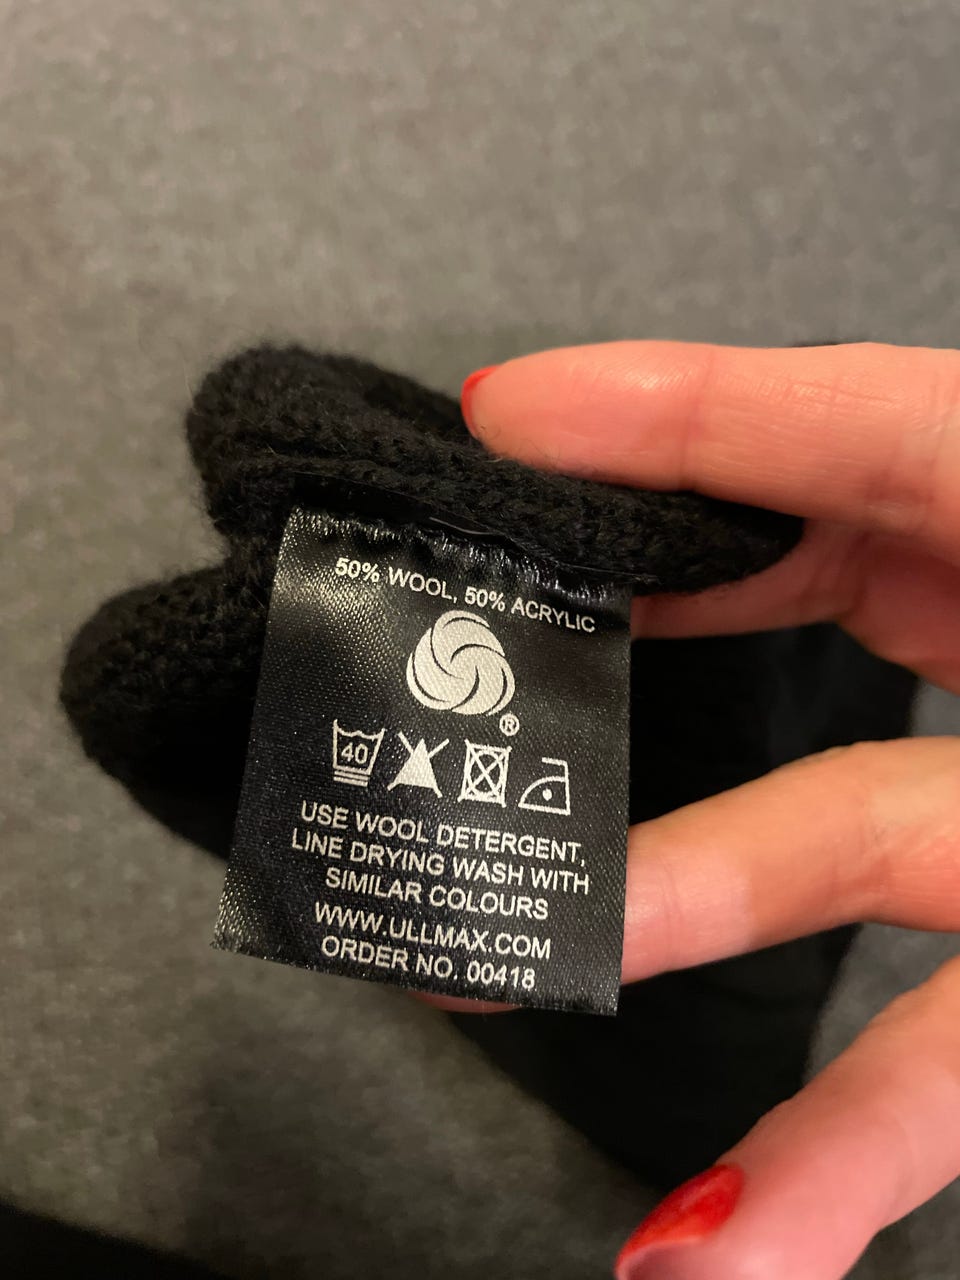 50% WOOL, 50% ACRYLIC
®
40
USE WOOL DETERGENT,
LINE DRYING WASH WITH
SIMILAR COLOURS
WWW.ULLMAX.COM
ORDER NO. 00418